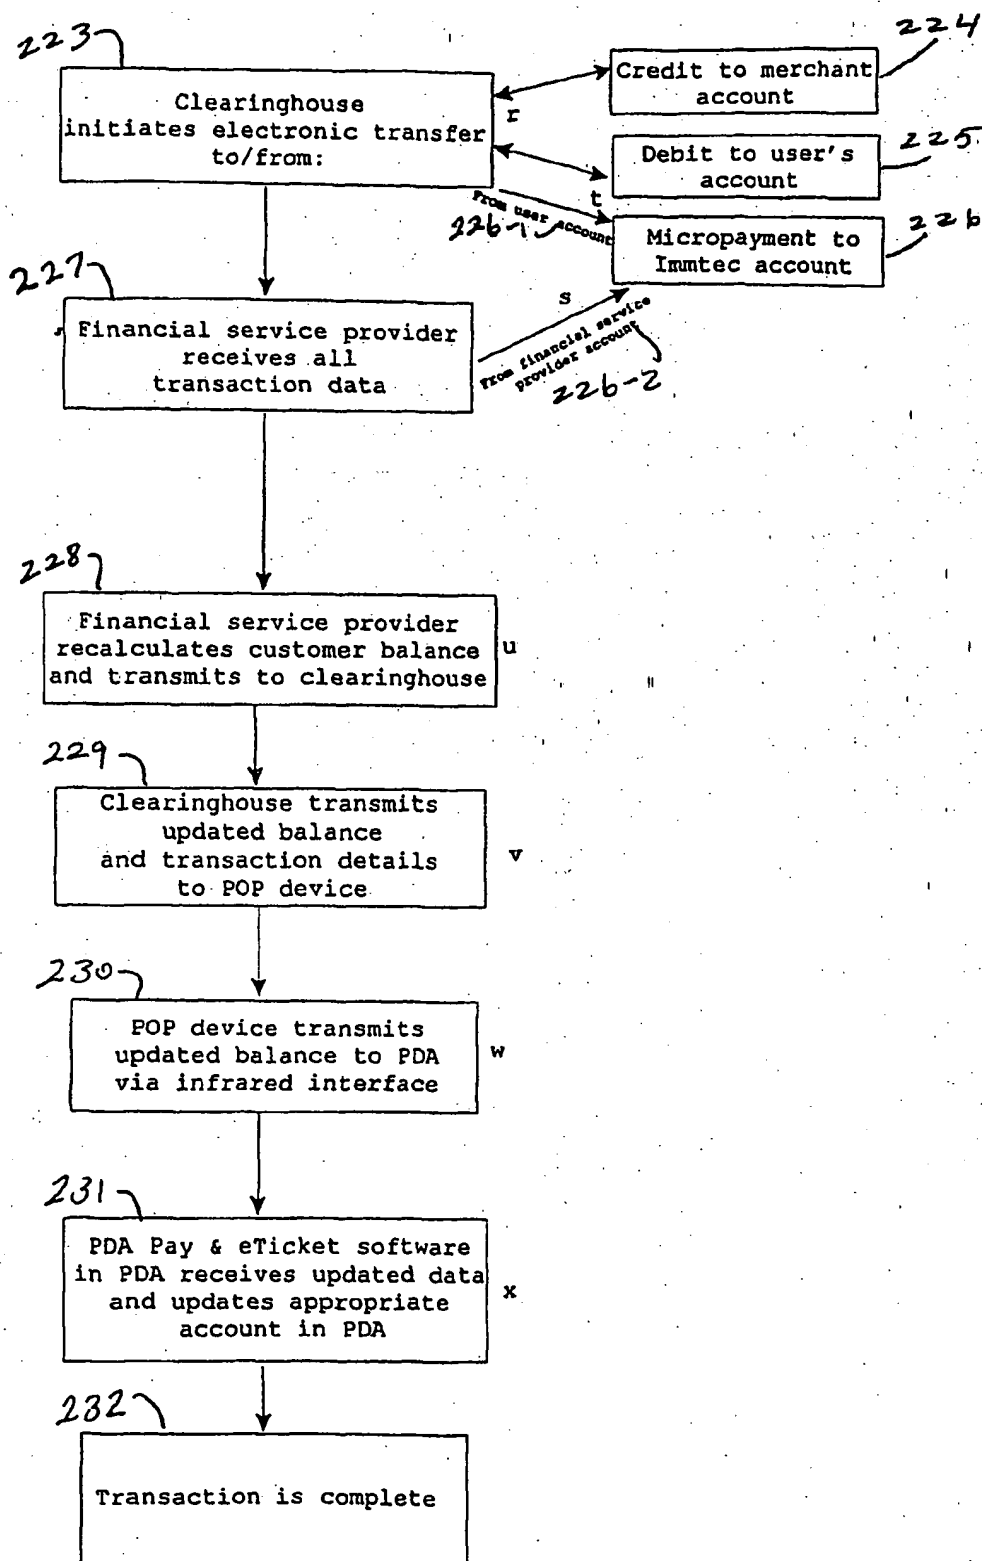 223
224
Clearinghouse
initiates electronic transfer
to/from:
Credit to merchant
account
r
225
Debit to user's
account
t
From user account
226-1
226
Micropayment to
Immtec account
227
Financial service provider
receives all
transaction data
s
From financial service
provider account
226-2
228
Financial service provider
recalculates customer balance
and transmits to clearinghouse
u
229
Clearinghouse transmits
updated balance
and transaction details
to POP device
v
230
POP device transmits
updated balance to PDA
via infrared interface
w
231
PDA Pay & eTicket software
in PDA receives updated data
and updates appropriate
account in PDA
x
232
Transaction is complete